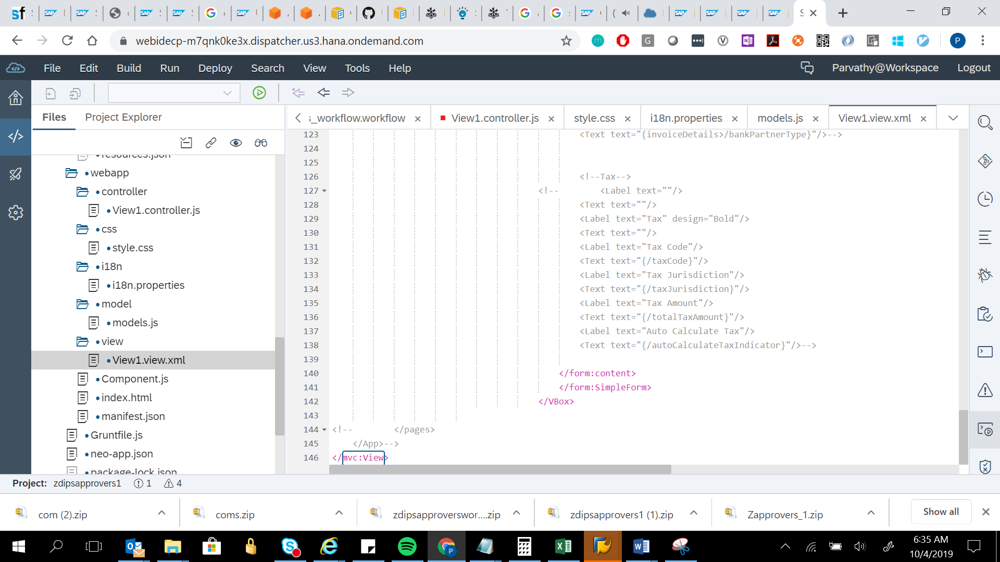 webidecp-m7qnk0ke3x.dispatcher.us3.hana.ondemand.com
File Edit Build Run Deploy Search View Tools Help
Parvathy@Workspace Logout
Files Project Explorer
s_workflow.workflow View1.controller.js style.css i18n.properties models.js View1.view.xml
resources.json
webapp
controller
View1.controller.js
css
style.css
i18n
i18n.properties
model
models.js
view
View1.view.xml
Component.js
index.html
manifest.json
Gruntfile.js
neo-app.json
package-lock.json
123 <Text text="{invoiceDetails>/bankPartnerType}"/>-->
124
125
126 <!--Tax-->
127 <!-- <Label text=""/>
128 <Text text=""/>
129 <Label text="Tax" design="Bold"/>
130 <Text text=""/>
131 <Label text="Tax Code"/>
132 <Text text="{/taxCode}"/>
133 <Label text="Tax Jurisdiction"/>
134 <Text text="{/taxJurisdiction}"/>
135 <Label text="Tax Amount"/>
136 <Text text="{/totalTaxAmount}"/>
137 <Label text="Auto Calculate Tax"/>
138 <Text text="{/autoCalculateTaxIndicator}"/>-->
139
140 </form:content>
141 </form:SimpleForm>
142 </VBox>
143
144 <!-- </pages>
145 </App>-->
146 </mvc:View>
Project: zdipsapprovers1 1 4
com (2).zip coms.zip zdipsapproverswor....zip zdipsapprovers1 (1).zip Zapprovers_1.zip Show all
6:35 AM
10/4/2019